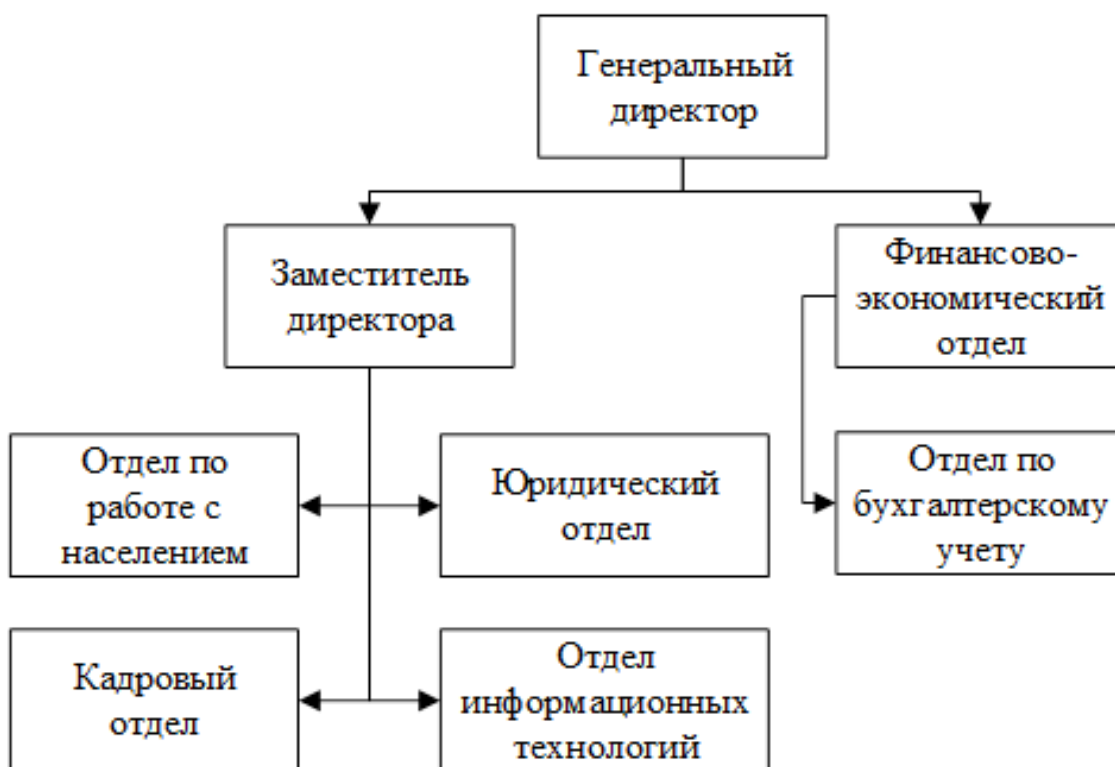 Генеральный
директор
Заместитель
директора
Финансово-
экономический
отдел
Отдел по
работе с
населением
Юридический
отдел
Отдел по
бухгалтерскому
учету
Кадровый
отдел
Отдел
информационных
технологий